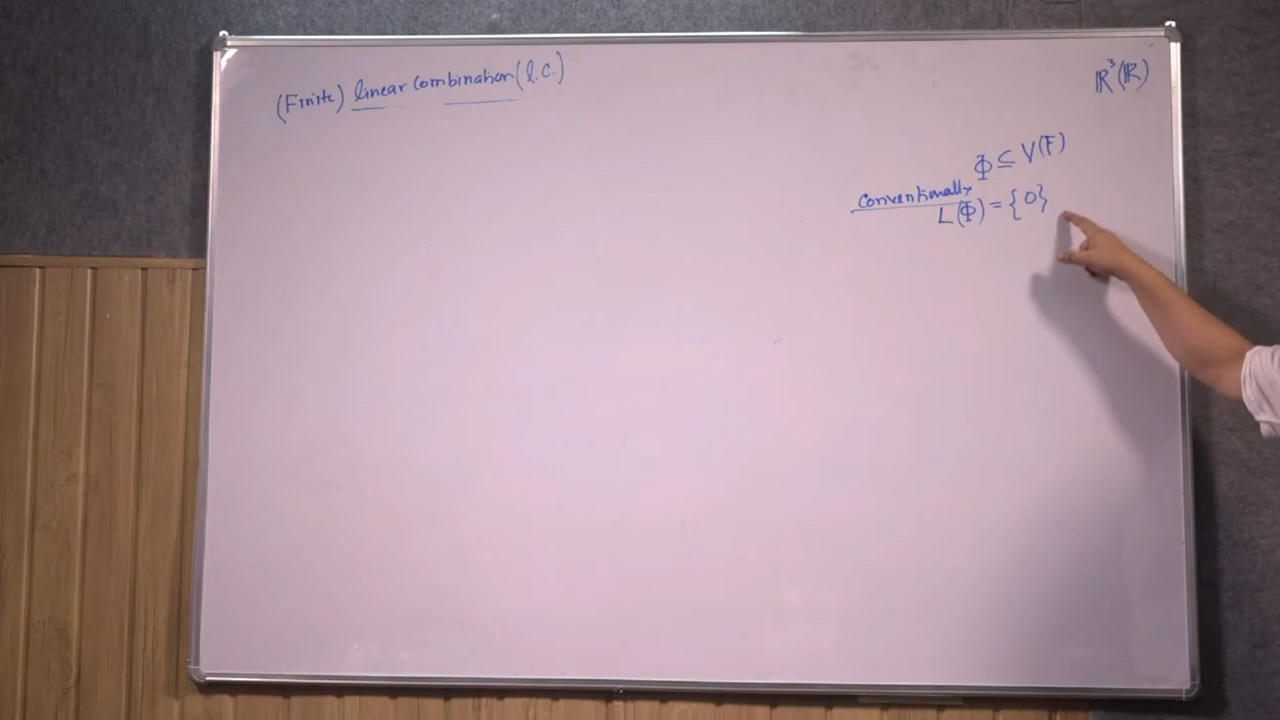 (Finite) linear combination (l.c.)
ℝ³(ℝ)
Φ ⊆ V(F)
Conventionally
L(Φ) = {0}